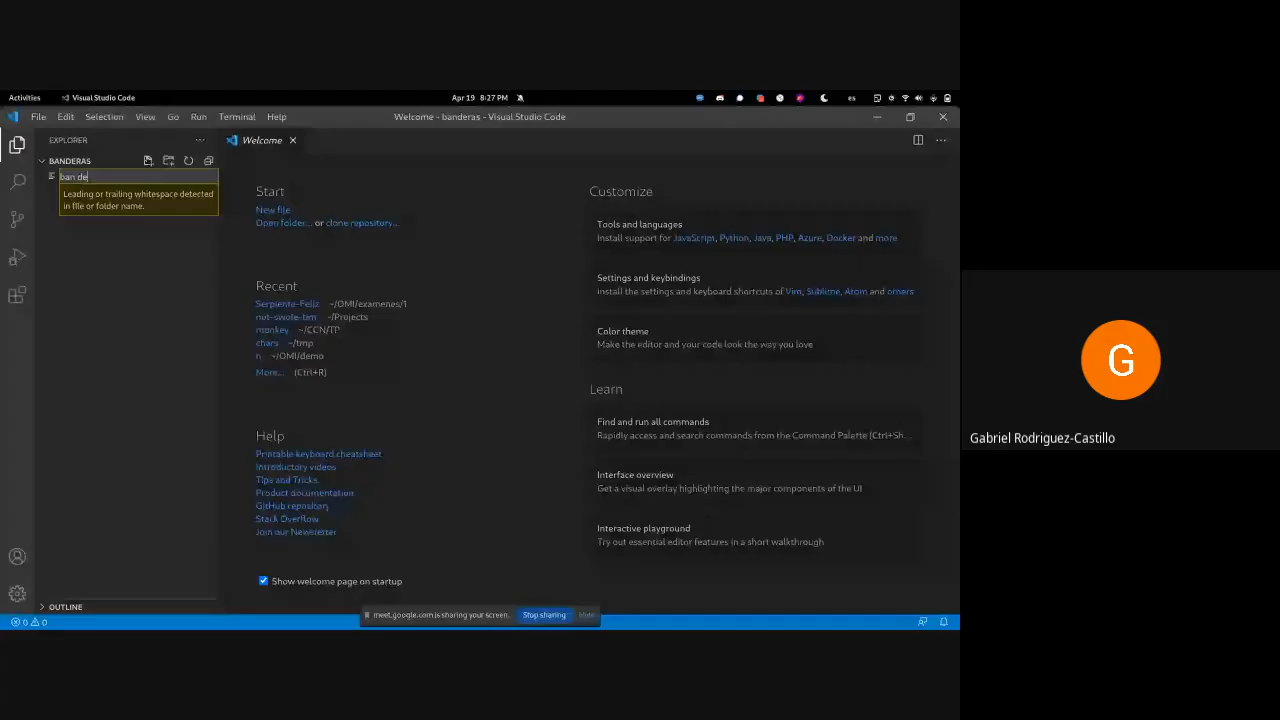 Activities
Visual Studio Code
Apr 19 8:27 PM
es
File Edit Selection View Go Run Terminal Help
Welcome - banderas - Visual Studio Code
EXPLORER
Welcome
BANDERAS
ban de
Leading or trailing whitespace detected
in file or folder name.
Start
New file
Open folder... or clone repository...
Recent
Serpiente-Feliz ~/OMI/examenes/1
not-swole-tim ~/Projects
monkey ~/CCN/TP
chars ~/tmp
n ~/OMI/demo
More... (Ctrl+R)
Help
Printable keyboard cheatsheet
Introductory videos
Tips and Tricks
Product documentation
GitHub repository
Stack Overflow
Join our Newsletter
Show welcome page on startup
Customize
Tools and languages
Install support for JavaScript, Python, Java, PHP, Azure, Docker and more
Settings and keybindings
Install the settings and keyboard shortcuts of Vim, Sublime, Atom and others
Color theme
Make the editor and your code look the way you love
Learn
Find and run all commands
Rapidly access and search commands from the Command Palette (Ctrl+Sh...
Interface overview
Get a visual overlay highlighting the major components of the UI
Interactive playground
Try out essential editor features in a short walkthrough
OUTLINE
meet.google.com is sharing your screen.
Stop sharing
0 0
G
Gabriel Rodriguez-Castillo